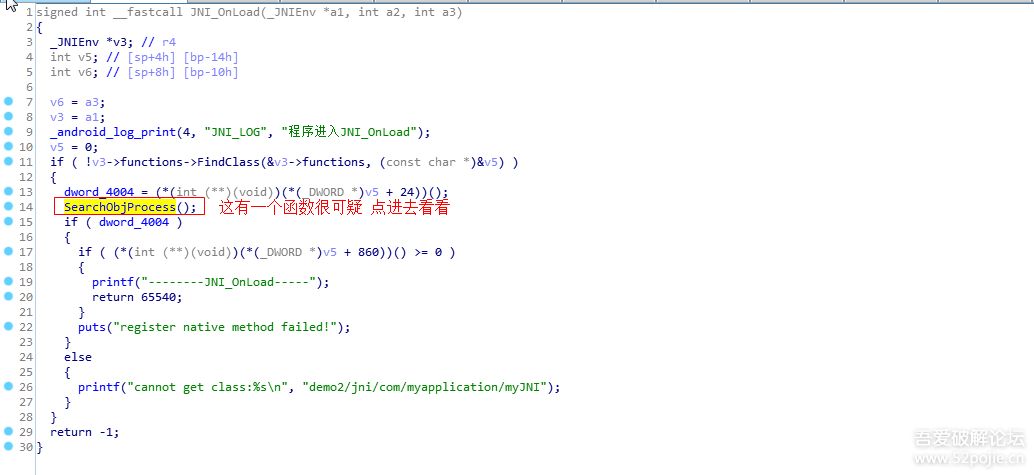 1 signed int __fastcall JNI_OnLoad(_JNIEnv *a1, int a2, int a3)
2 {
3 _JNIEnv *v3; // r4
4 int v5; // [sp+4h] [bp-14h]
5 int v6; // [sp+8h] [bp-10h]
6
7 v6 = a3;
8 v3 = a1;
9 _android_log_print(4, "JNI_LOG", "程序进入JNI_OnLoad");
10 v5 = 0;
11 if ( !v3->functions->FindClass(&v3->functions, (const char *)&v5) )
12 {
13 dword_4004 = (*(int (**)(void))(*(_DWORD *)v5 + 24))();
14 SearchObjProcess(); 这有一个函数很可疑 点进去看看
15 if ( dword_4004 )
16 {
17 if ( (*(int (**)(void))(*(_DWORD *)v5 + 860))() >= 0 )
18 {
19 printf("--------JNI_OnLoad-----");
20 return 65540;
21 }
22 puts("register native method failed!");
23 }
24 else
25 {
26 printf("cannot get class:%s\n", "demo2/jni/com/myapplication/myJNI");
27 }
28 }
29 return -1;
30 }
吾爱破解论坛
www.52pojie.cn